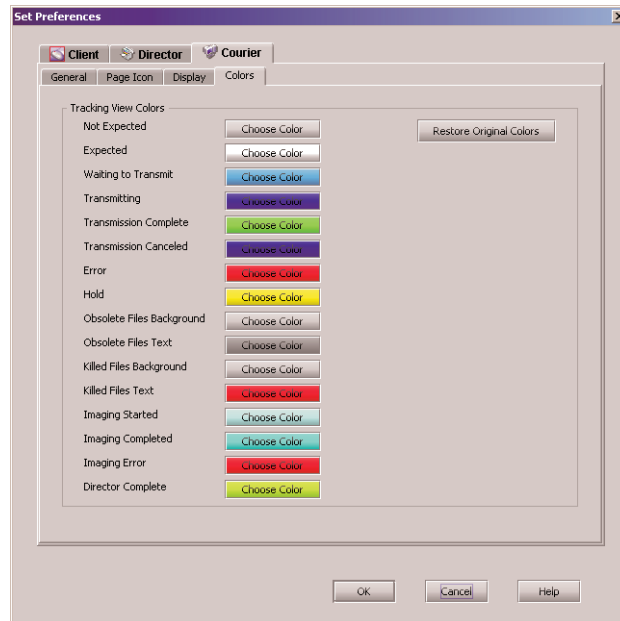 Set Preferences
Client Director Courier
General Page Icon Display Colors
Tracking View Colors
Not Expected Choose Color Restore Original Colors
Expected Choose Color
Waiting to Transmit Choose Color
Transmitting Choose Color
Transmission Complete Choose Color
Transmission Canceled Choose Color
Error Choose Color
Hold Choose Color
Obsolete Files Background Choose Color
Obsolete Files Text Choose Color
Killed Files Background Choose Color
Killed Files Text Choose Color
Imaging Started Choose Color
Imaging Completed Choose Color
Imaging Error Choose Color
Director Complete Choose Color
OK Cancel Help